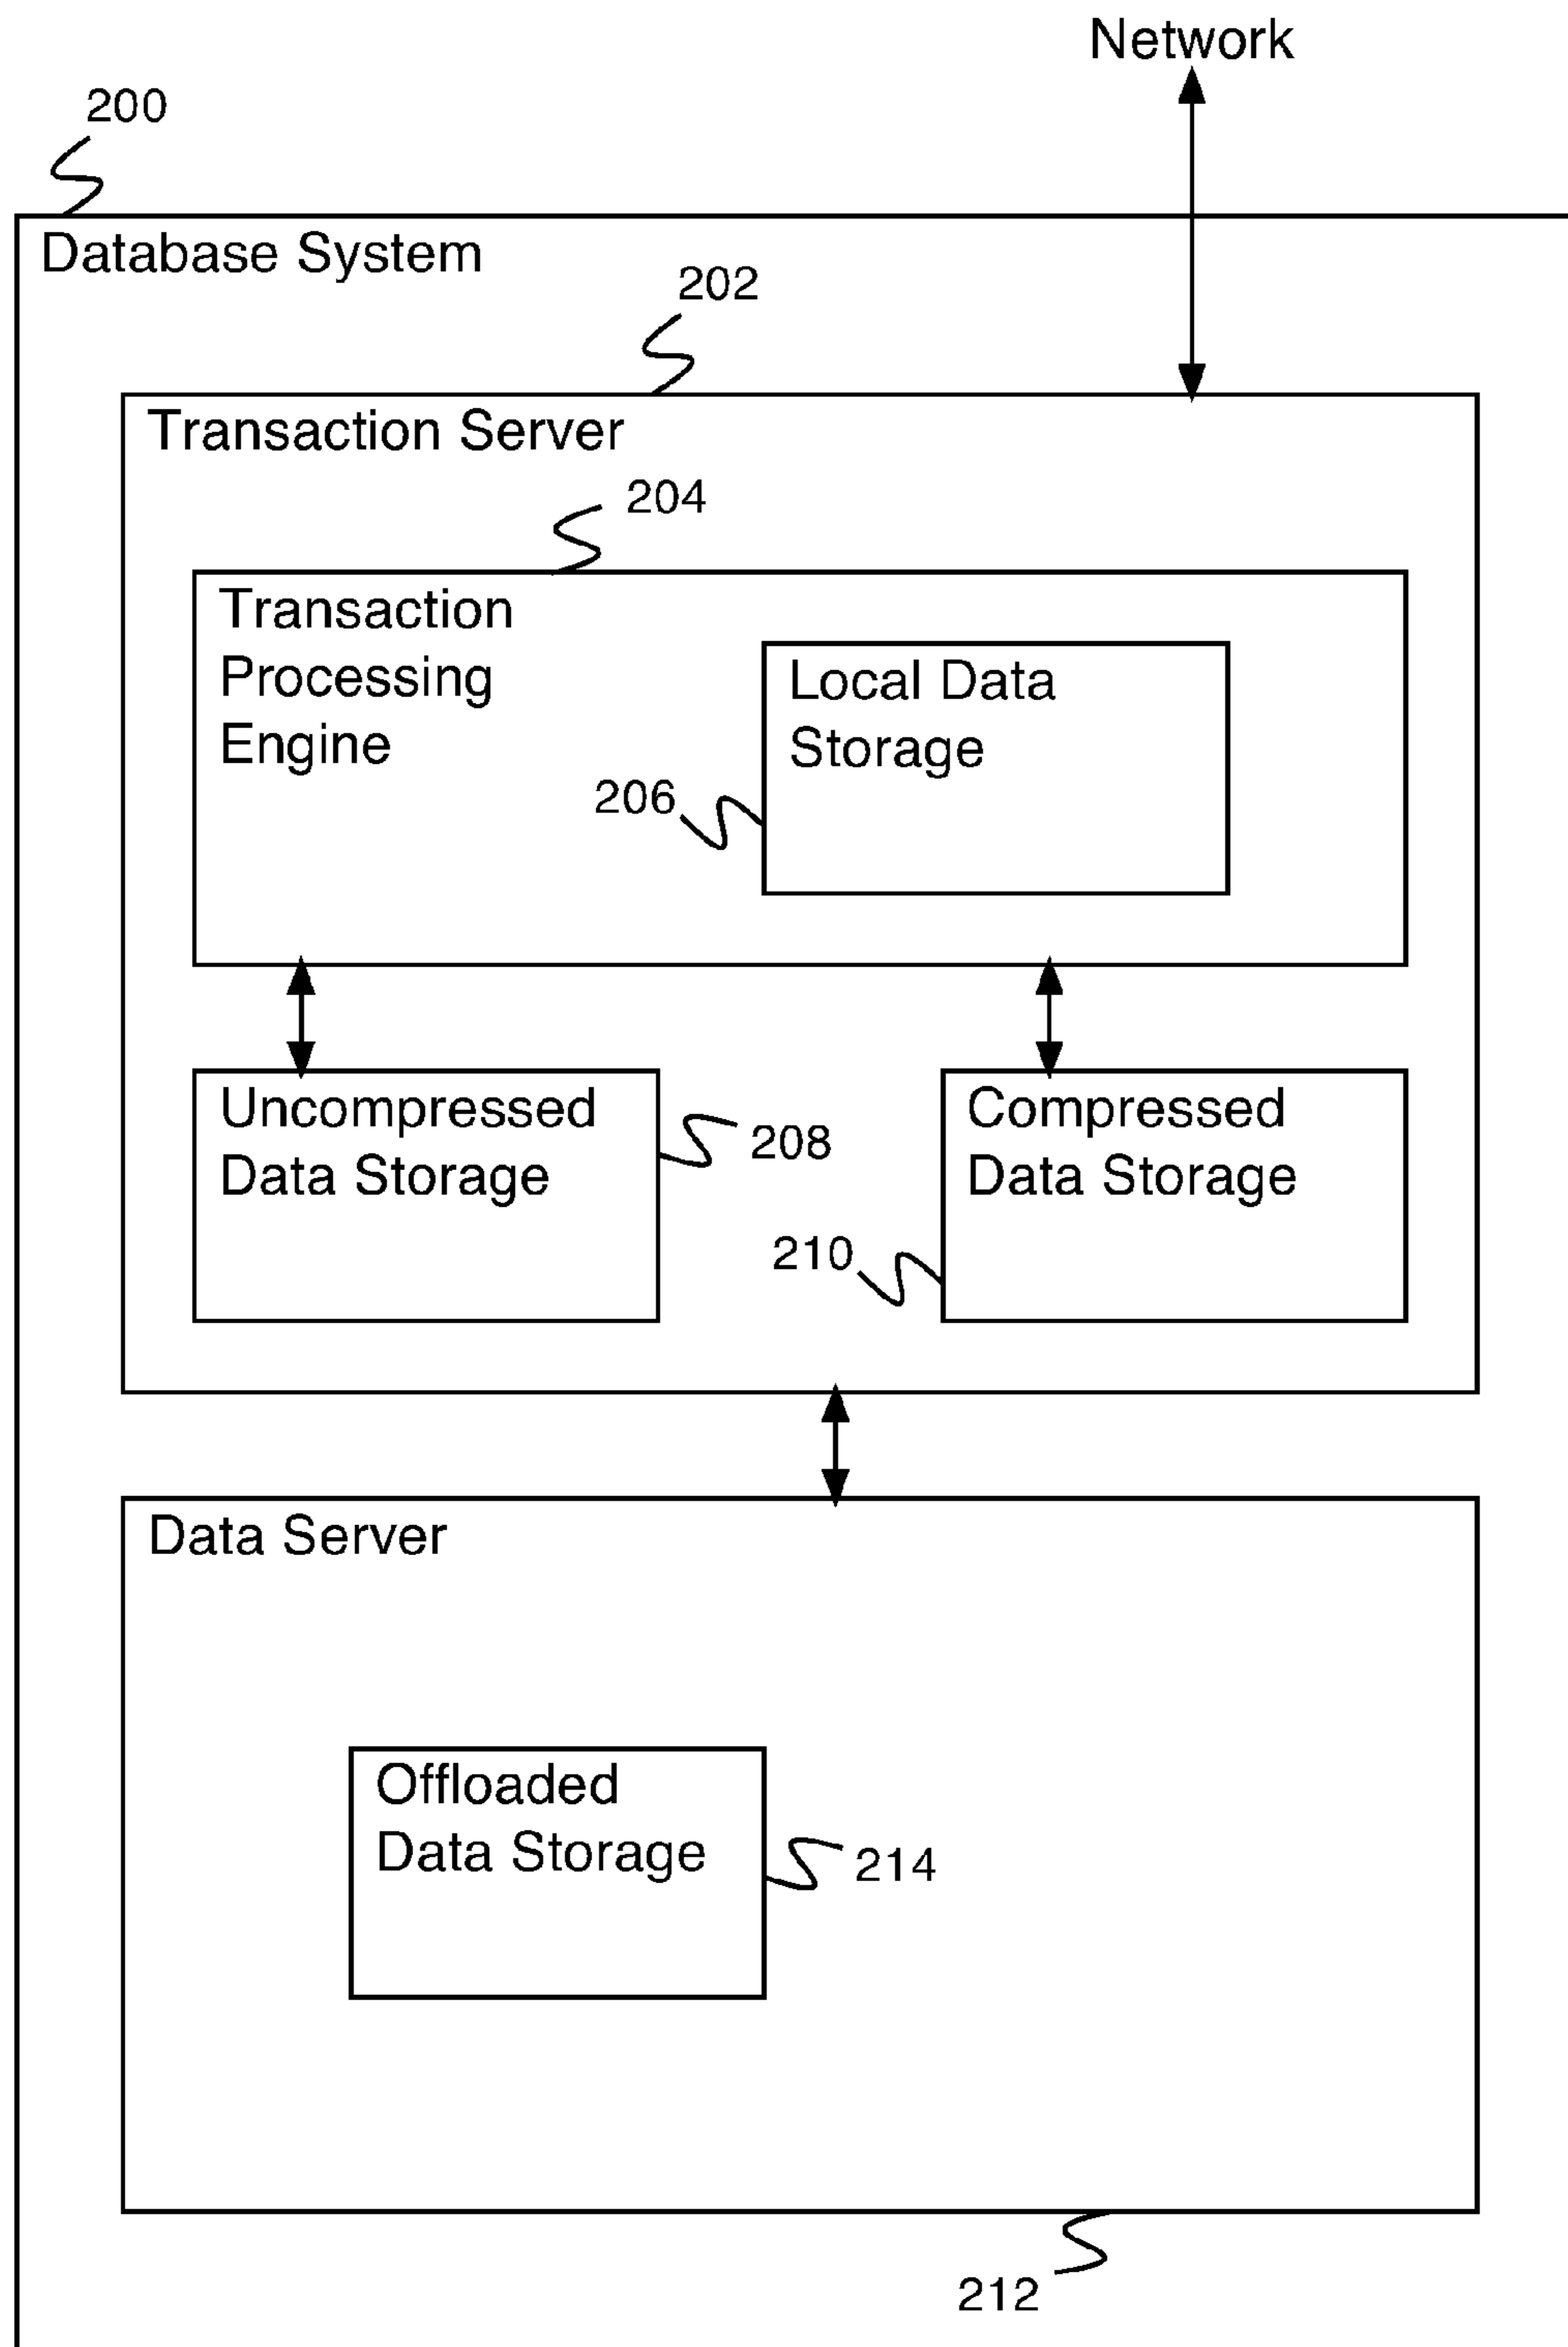 Network
200
Database System
202
Transaction Server
204
Transaction
Processing
Engine
Local Data
Storage
206
Uncompressed
Data Storage
208
Compressed
Data Storage
210
Data Server
Offloaded
Data Storage
214
212